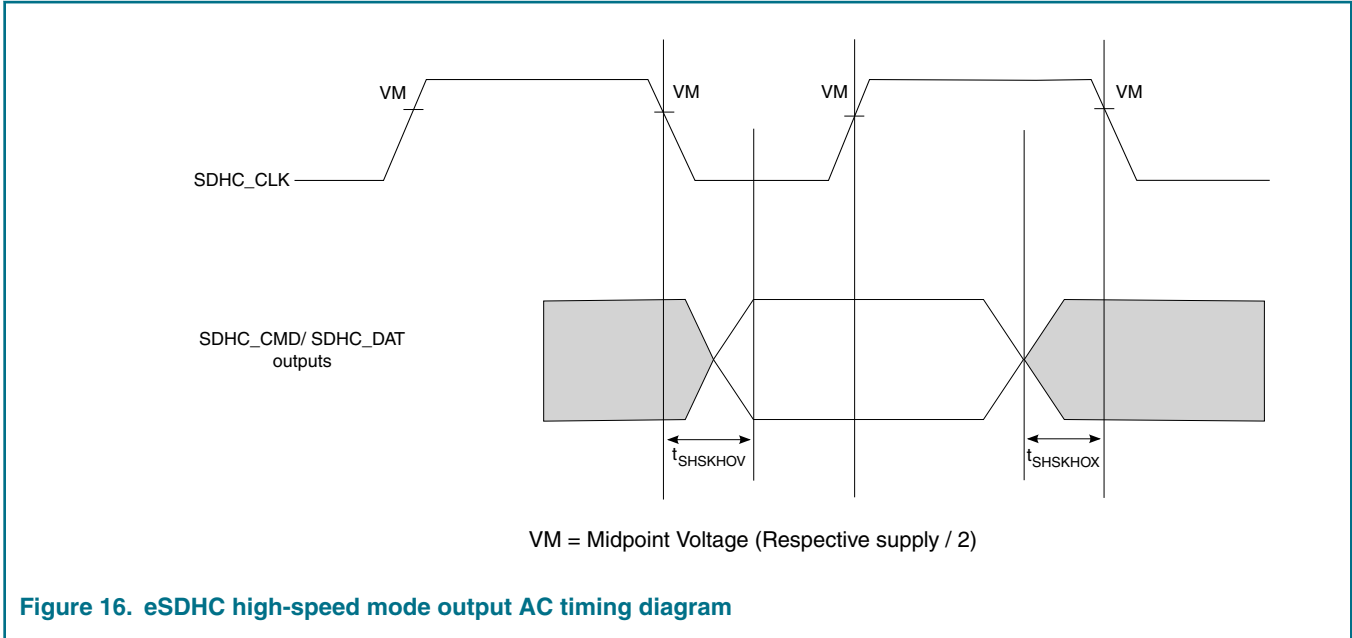 VM
VM
VM
VM
SDHC_CLK
SDHC_CMD/ SDHC_DAT
outputs
tSHSKHOV
tSHSKHOX
VM = Midpoint Voltage (Respective supply / 2)
Figure 16. eSDHC high-speed mode output AC timing diagram